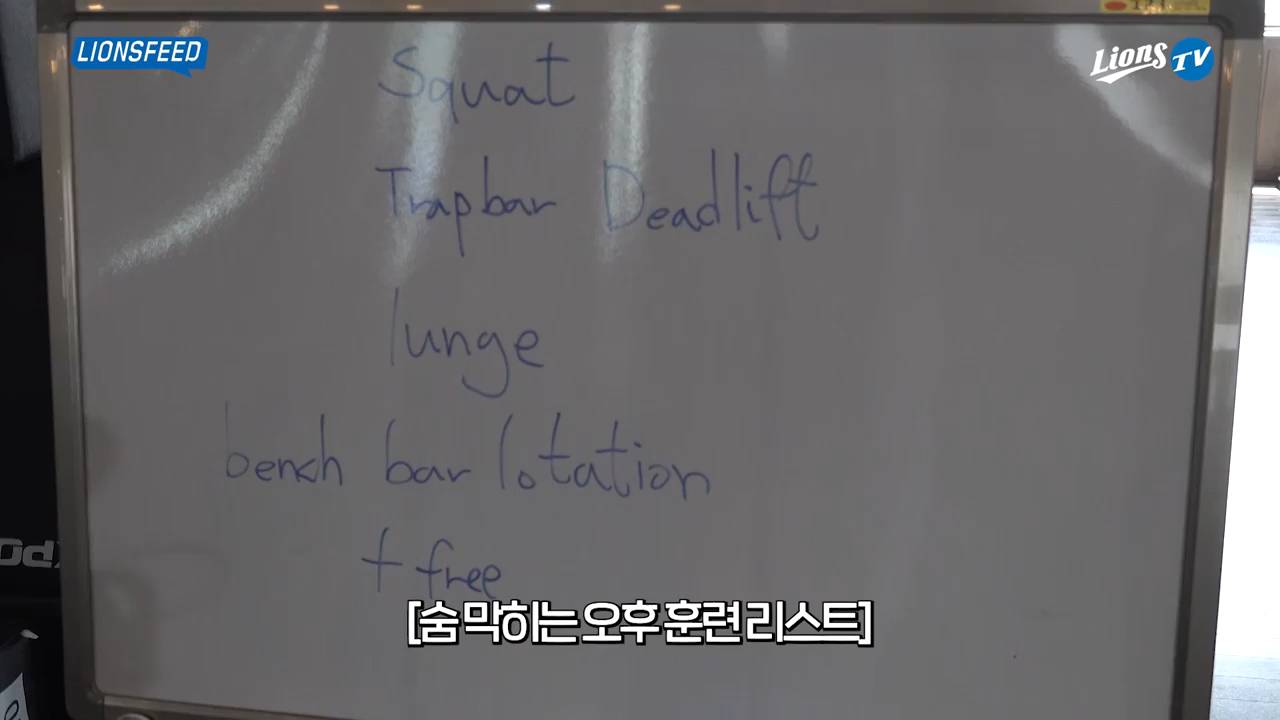 LIONSFEED
Lions TV
Squat
Trapbar Deadlift
lunge
bench bar lotation
+ free
[숨 막히는 오후 훈련 리스트]